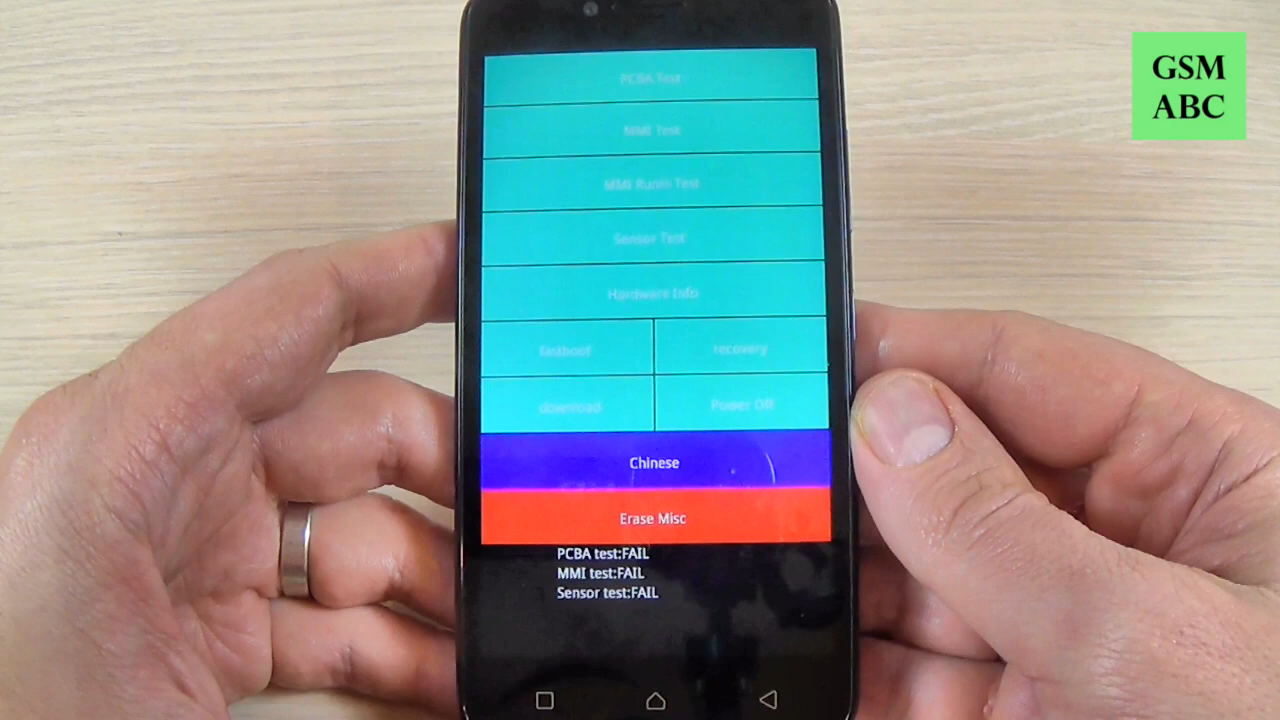 GSM
ABC
PCBA Test
MMI Test
MMI RunIn Test
Sensor Test
Hardware Info
fastboot
recovery
download
Power Off
Chinese
Erase Misc
PCBA test:FAIL
MMI test:FAIL
Sensor test:FAIL